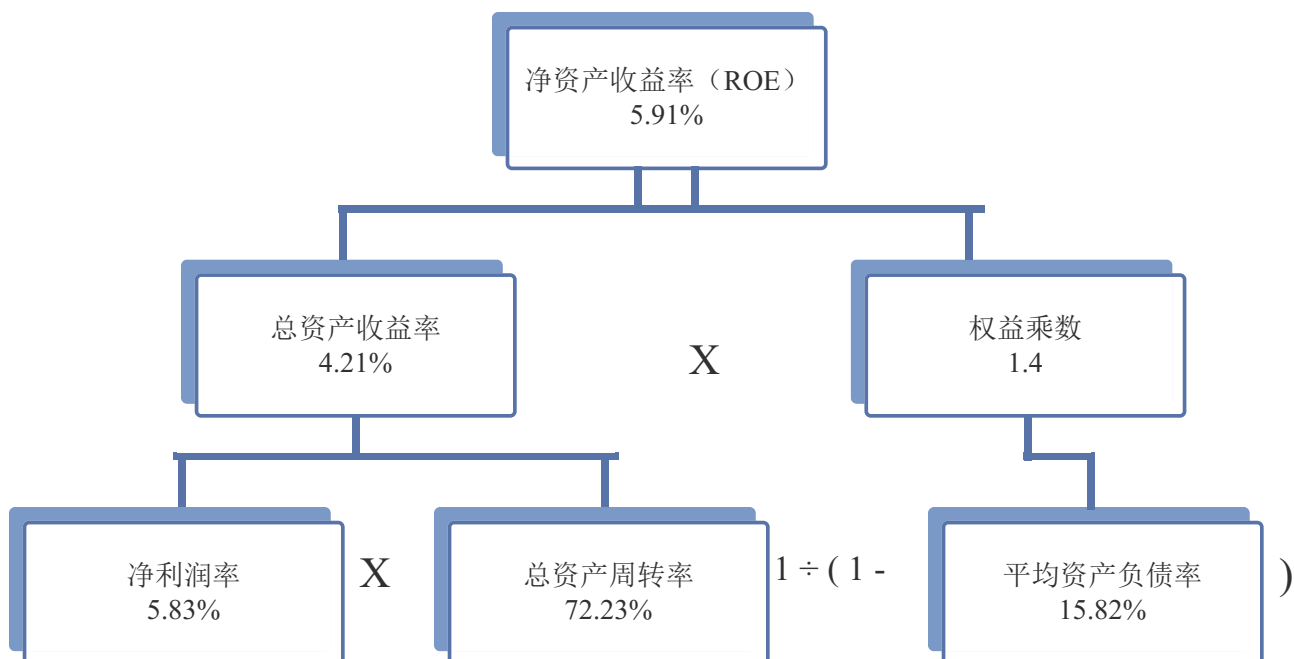 净资产收益率（ROE）
5.91%
总资产收益率
4.21%
X
权益乘数
1.4
净利润率
5.83%
X
总资产周转率
72.23%
1 ÷ ( 1 -
平均资产负债率
15.82%
)